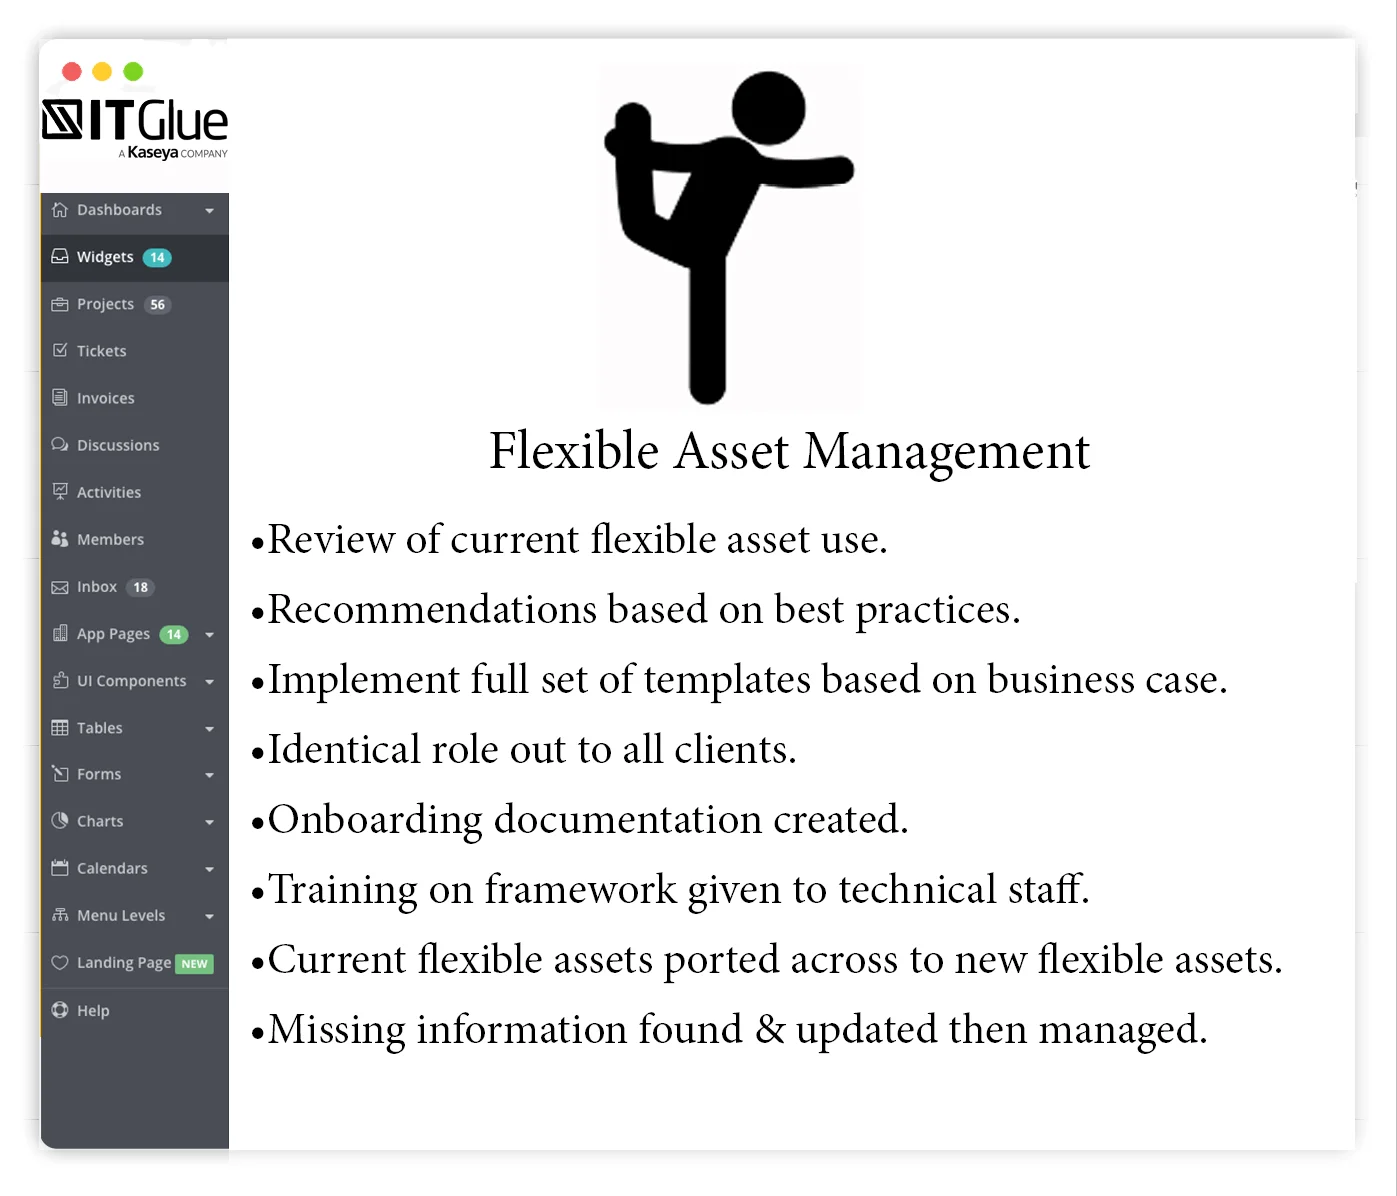 ITGlue
A Kaseya COMPANY
Dashboards
Widgets 14
Projects 56
Tickets
Invoices
Discussions
Activities
Members
Inbox 18
App Pages 14
UI Components
Tables
Forms
Charts
Calendars
Menu Levels
Landing Page NEW
Help
Flexible Asset Management
•Review of current flexible asset use.
•Recommendations based on best practices.
•Implement full set of templates based on business case.
•Identical role out to all clients.
•Onboarding documentation created.
•Training on framework given to technical staff.
•Current flexible assets ported across to new flexible assets.
•Missing information found & updated then managed.